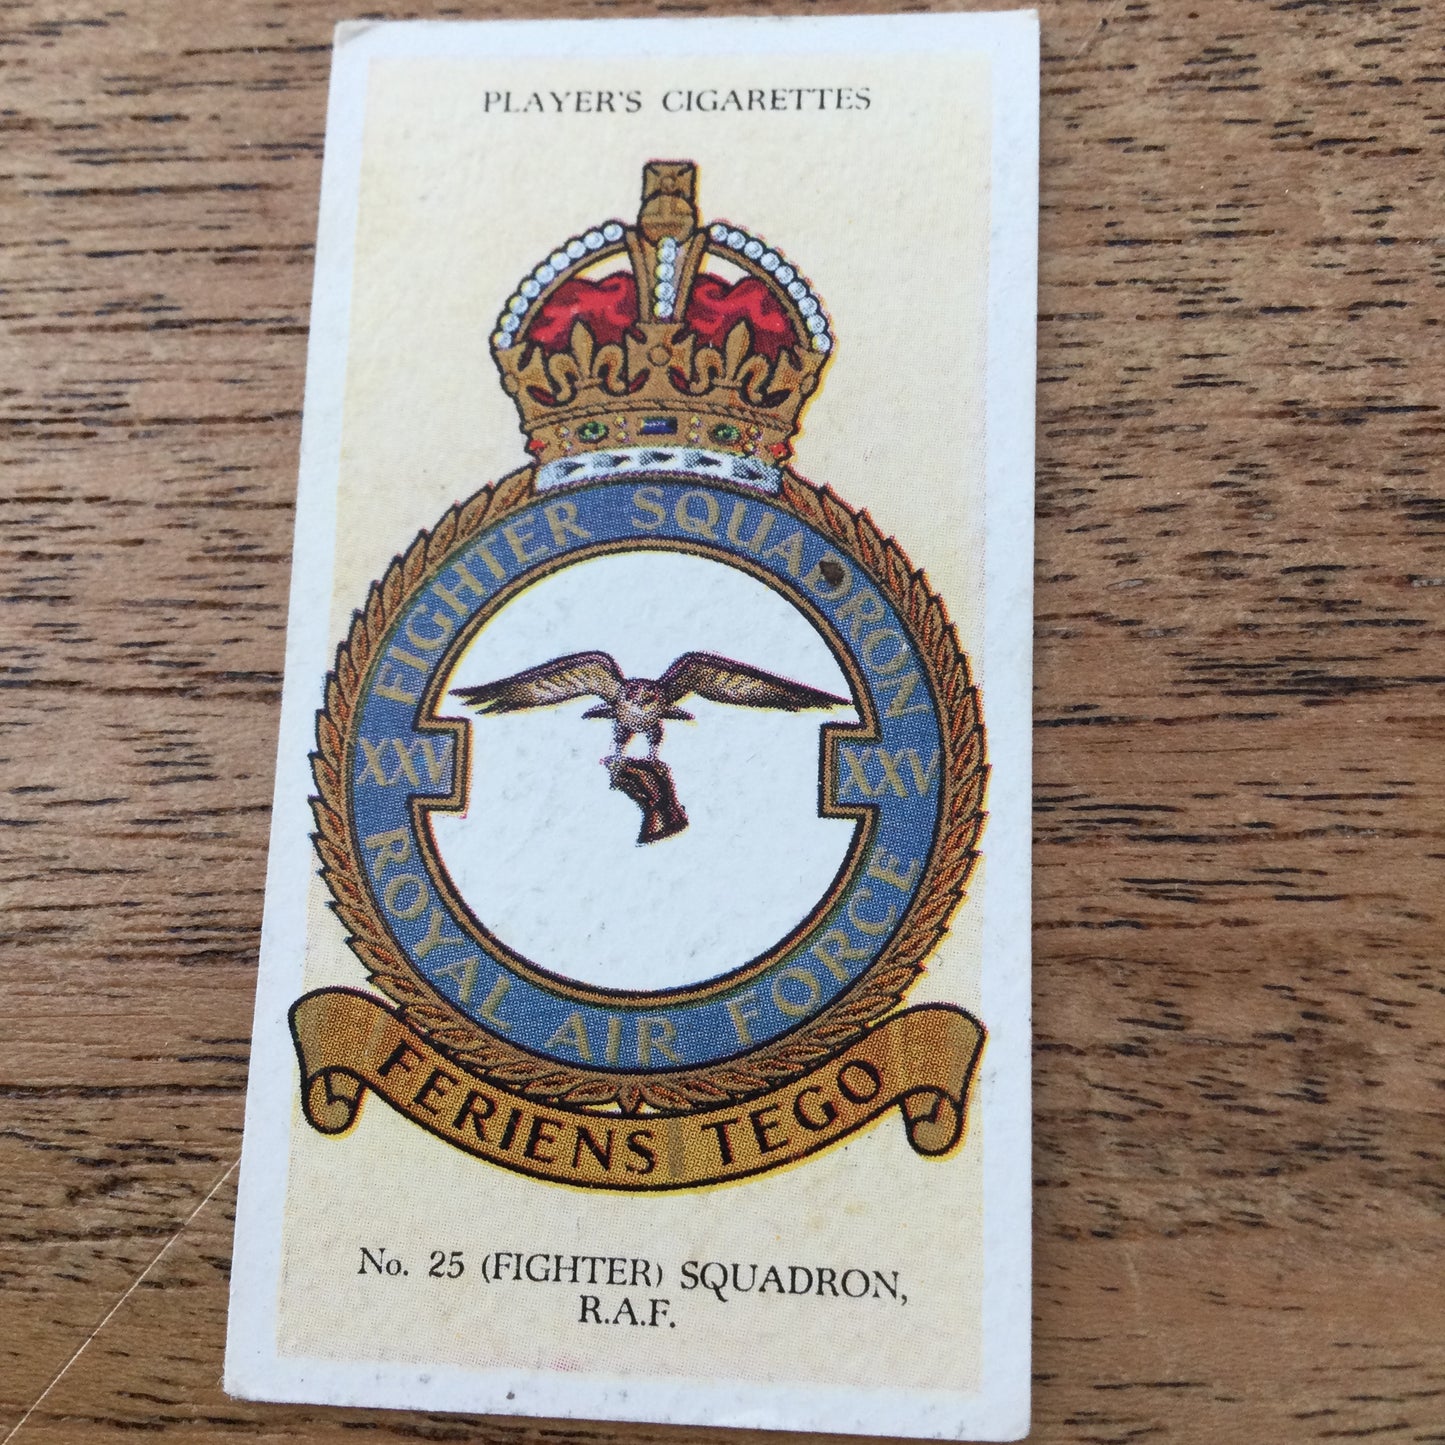 PLAYER'S CIGARETTES
FIGHTER SQUADRON
XXV XXV
ROYAL AIR FORCE
FERIENS TEGO
No. 25 (FIGHTER) SQUADRON,
R.A.F.